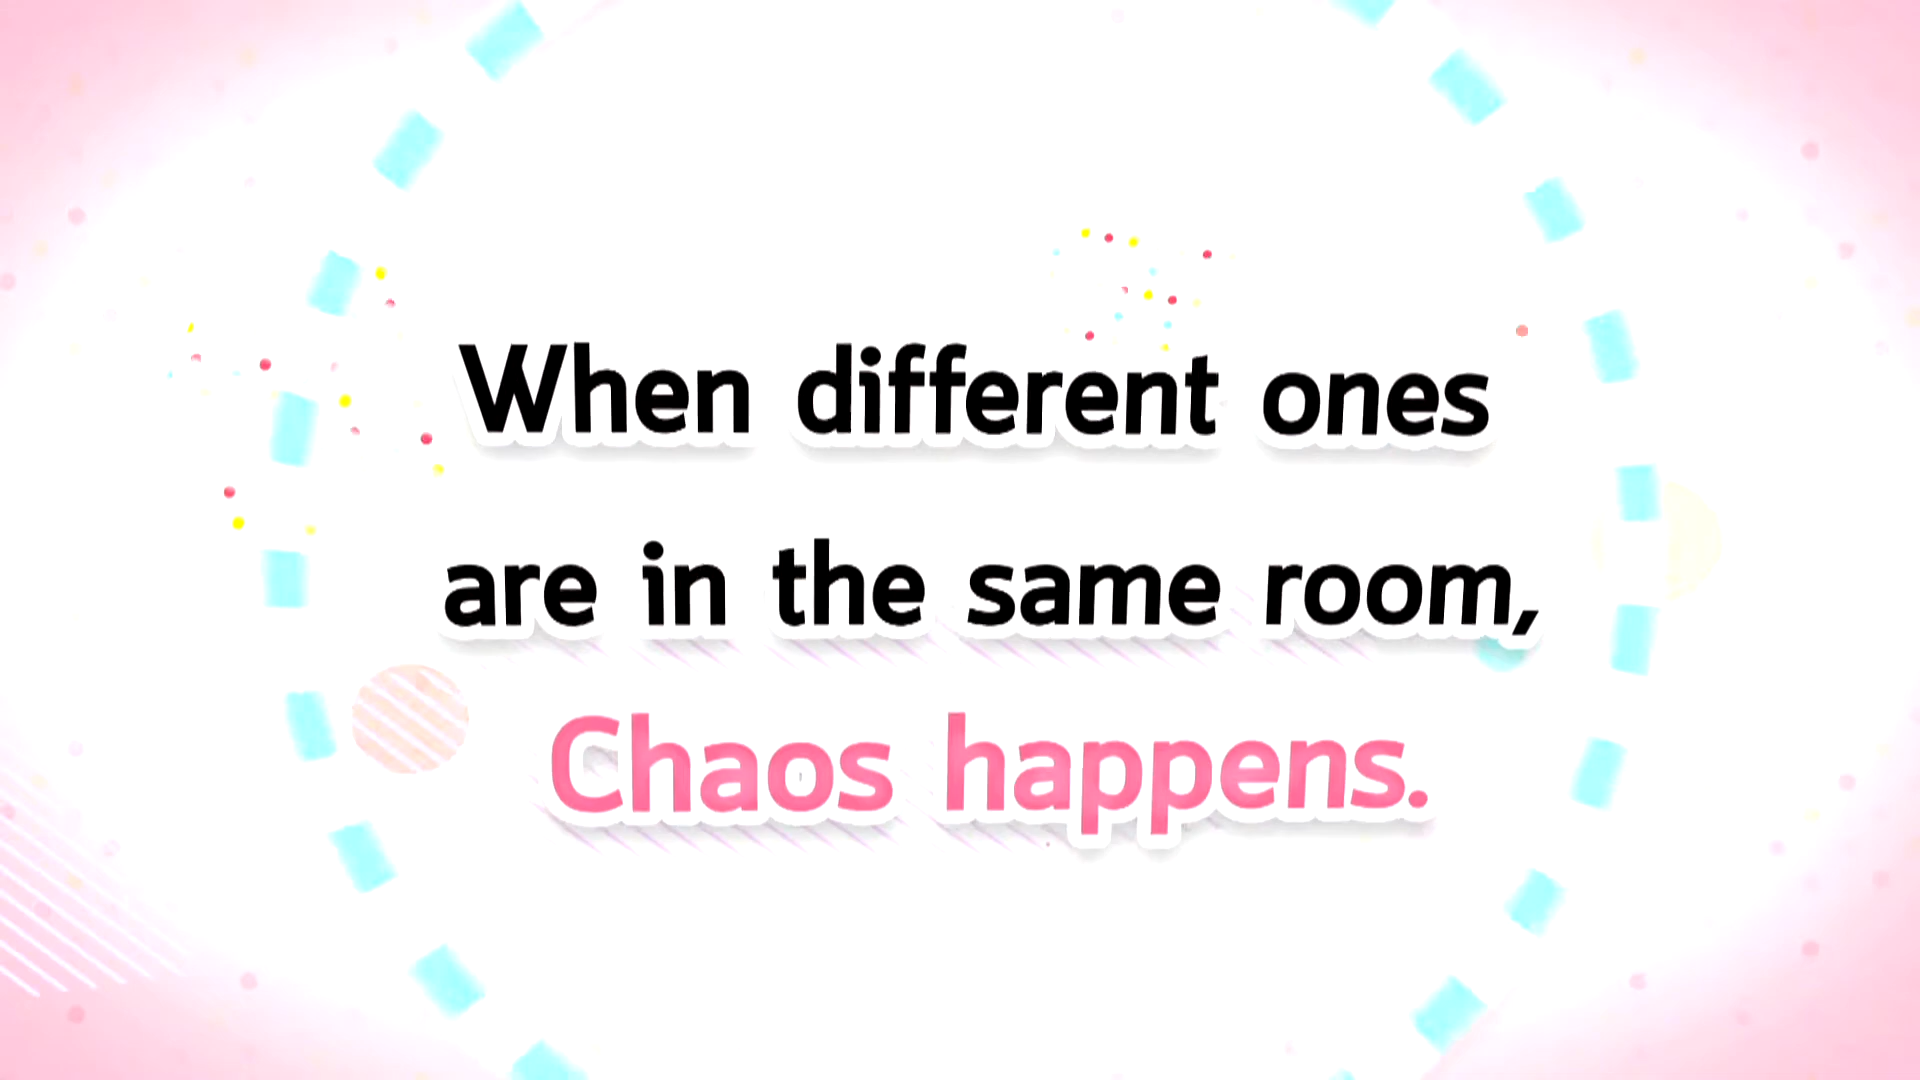 When different ones
are in the same room,
Chaos happens.